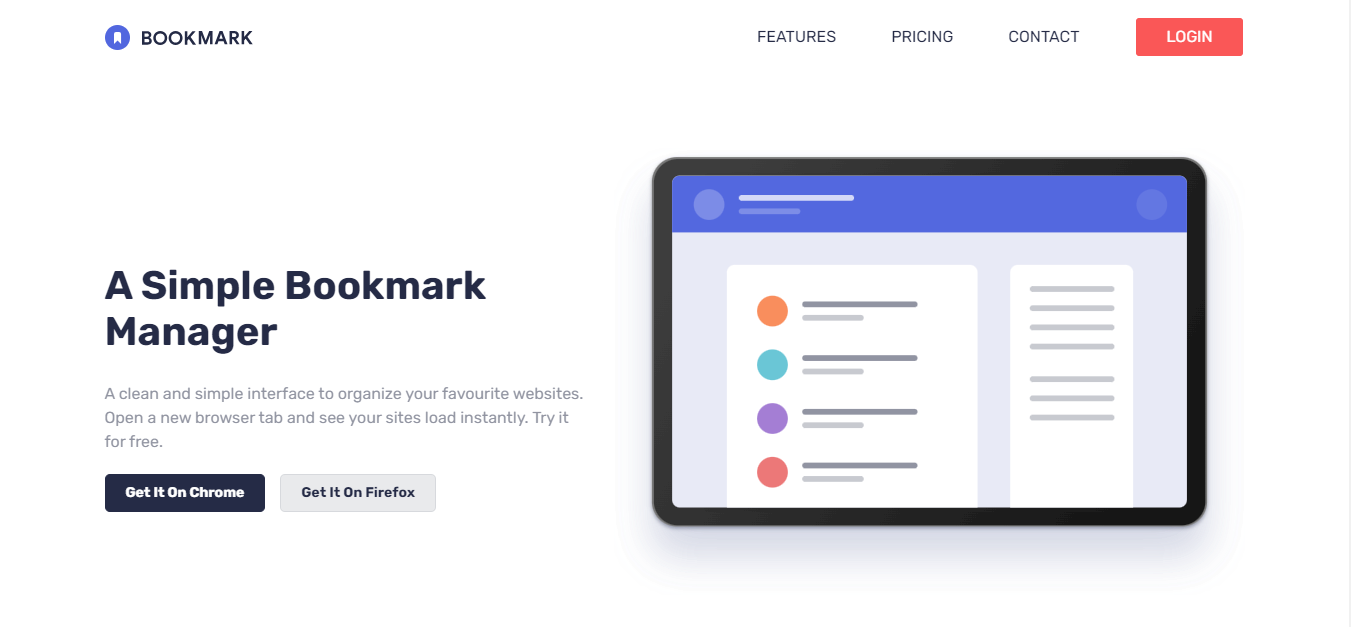 BOOKMARK
FEATURES
PRICING
CONTACT
LOGIN
A Simple Bookmark
Manager
A clean and simple interface to organize your favourite websites.
Open a new browser tab and see your sites load instantly. Try it
for free.
Get It On Chrome
Get It On Firefox